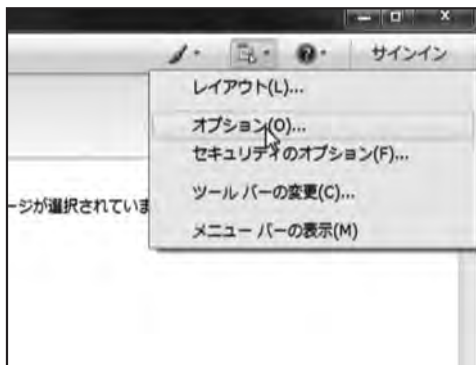 サインイン
レイアウト(L)...
オプション(O)...
セキュリティのオプション(F)...
ージが選択されていま
ツール バーの変更(C)...
メニュー バーの表示(M)